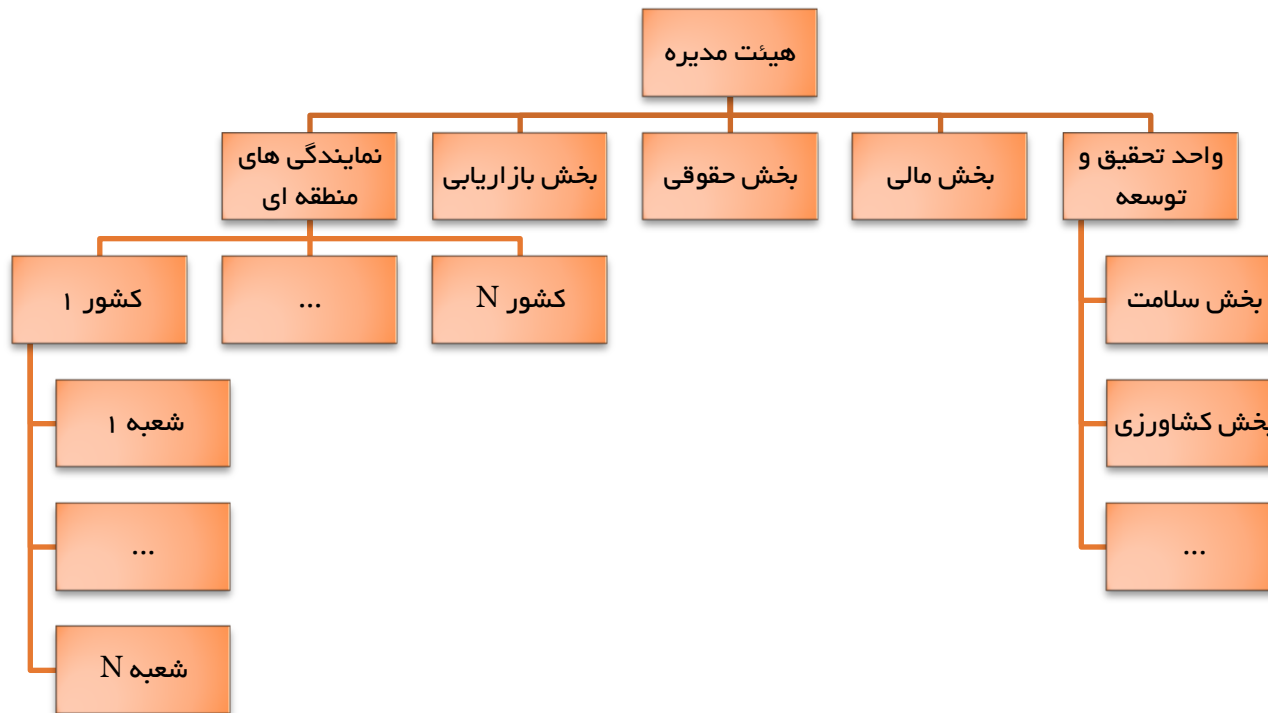 هیئت مدیره
واحد تحقیق و
توسعه
بخش مالی
بخش حقوقی
بخش بازاریابی
نمایندگی های
منطقه ای
بخش سلامت
کشور N
...
کشور ۱
بخش کشاورزی
شعبه ۱
...
...
شعبه N